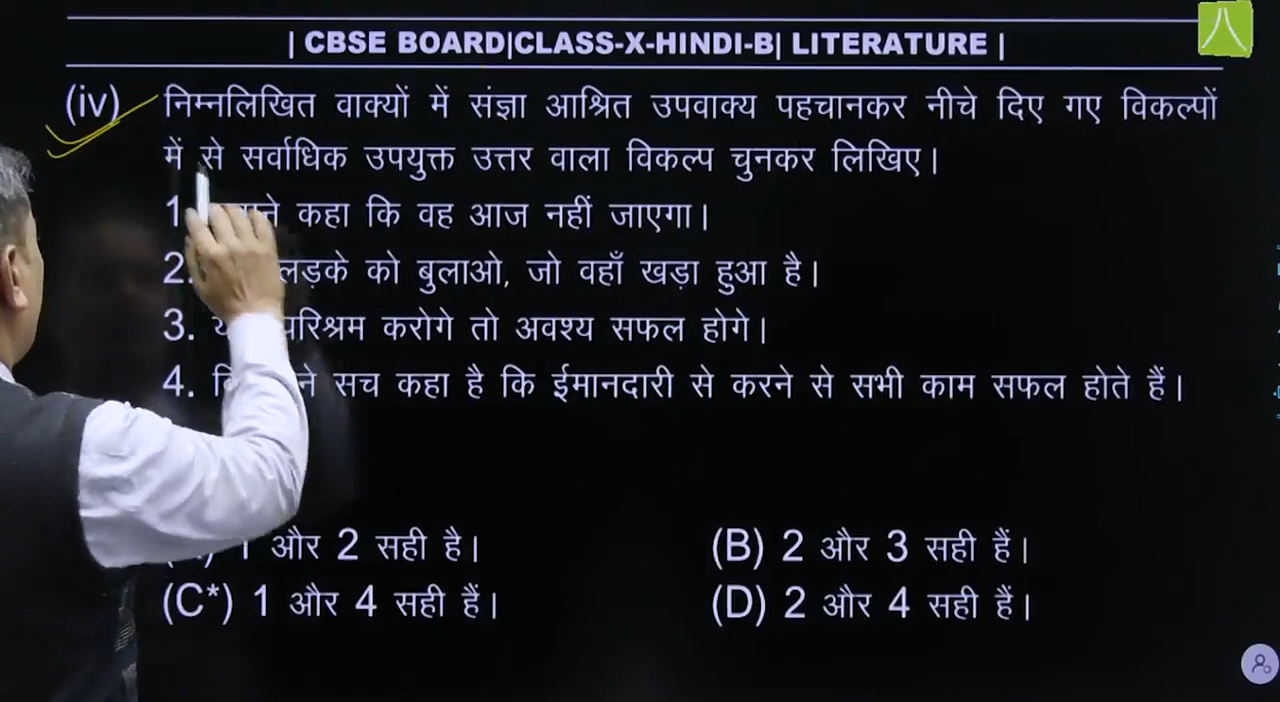 | CBSE BOARD|CLASS-X-HINDI-B| LITERATURE |
(iv) निम्नलिखित वाक्यों में संज्ञा आश्रित उपवाक्य पहचानकर नीचे दिए गए विकल्पों
में से सर्वाधिक उपयुक्त उत्तर वाला विकल्प चुनकर लिखिए।
1 कहा कि वह आज नहीं जाएगा।
2. लड़के को बुलाओ, जो वहाँ खड़ा हुआ है।
3. परिश्रम करोगे तो अवश्य सफल होगे।
4. सच कहा है कि ईमानदारी से करने से सभी काम सफल होते हैं।
1 और 2 सही है।
(B) 2 और 3 सही हैं।
(C*) 1 और 4 सही हैं।
(D) 2 और 4 सही हैं।